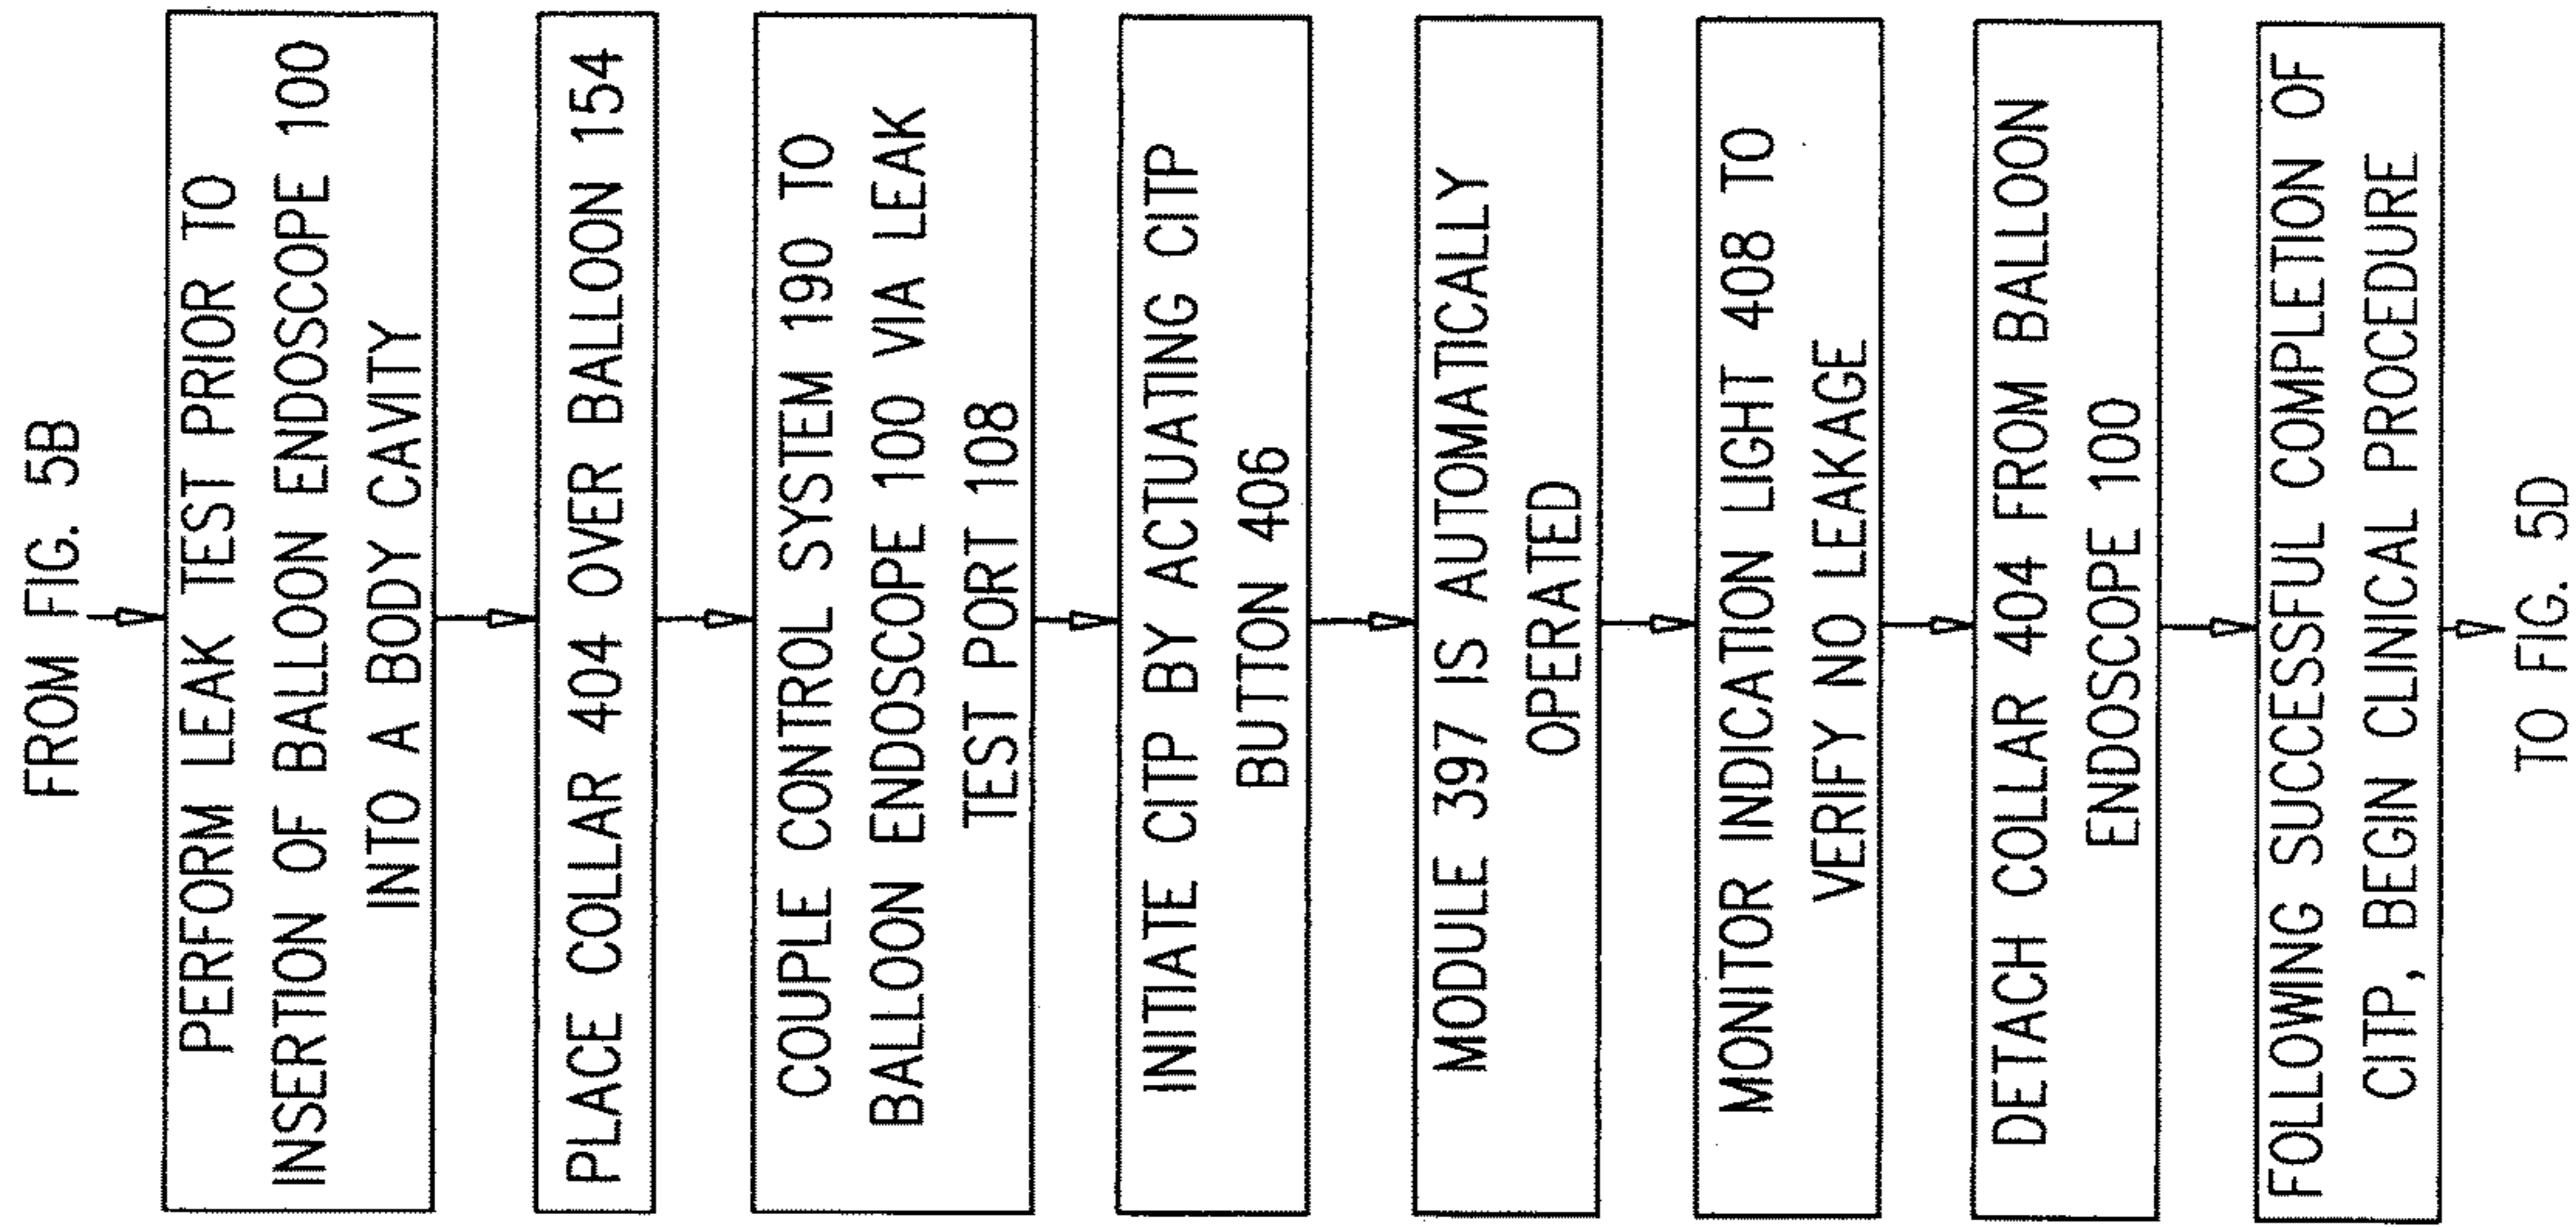 FROM FIG. 5B
PERFORM LEAK TEST PRIOR TO
INSERTION OF BALLOON ENDOSCOPE 100
INTO A BODY CAVITY
PLACE COLLAR 404 OVER BALLOON 154
COUPLE CONTROL SYSTEM 190 TO
BALLOON ENDOSCOPE 100 VIA LEAK
TEST PORT 108
INITIATE CITP BY ACTUATING CITP
BUTTON 406
MODULE 397 IS AUTOMATICALLY
OPERATED
MONITOR INDICATION LIGHT 408 TO
VERIFY NO LEAKAGE
DETACH COLLAR 404 FROM BALLOON
ENDOSCOPE 100
FOLLOWING SUCCESSFUL COMPLETION OF
CITP, BEGIN CLINICAL PROCEDURE
TO FIG. 5D